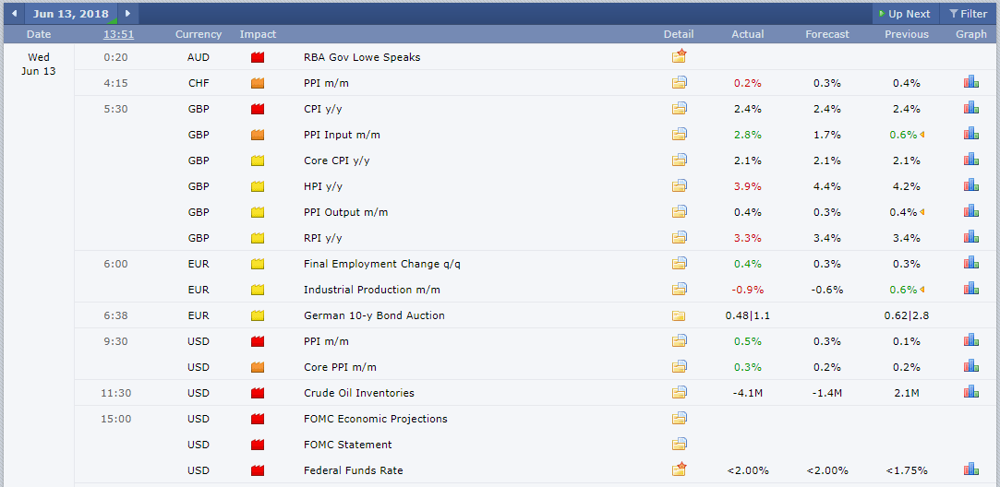 Jun 13, 2018 Up Next Filter
Date 13:51 Currency Impact Detail Actual Forecast Previous Graph
Wed Jun 13 0:20 AUD RBA Gov Lowe Speaks
4:15 CHF PPI m/m 0.2% 0.3% 0.4%
5:30 GBP CPI y/y 2.4% 2.4% 2.4%
GBP PPI Input m/m 2.8% 1.7% 0.6%
GBP Core CPI y/y 2.1% 2.1% 2.1%
GBP HPI y/y 3.9% 4.4% 4.2%
GBP PPI Output m/m 0.4% 0.3% 0.4%
GBP RPI y/y 3.3% 3.4% 3.4%
6:00 EUR Final Employment Change q/q 0.4% 0.3% 0.3%
EUR Industrial Production m/m -0.9% -0.6% 0.6%
6:38 EUR German 10-y Bond Auction 0.48|1.1 0.62|2.8
9:30 USD PPI m/m 0.5% 0.3% 0.1%
USD Core PPI m/m 0.3% 0.2% 0.2%
11:30 USD Crude Oil Inventories -4.1M -1.4M 2.1M
15:00 USD FOMC Economic Projections
USD FOMC Statement
USD Federal Funds Rate <2.00% <2.00% <1.75%